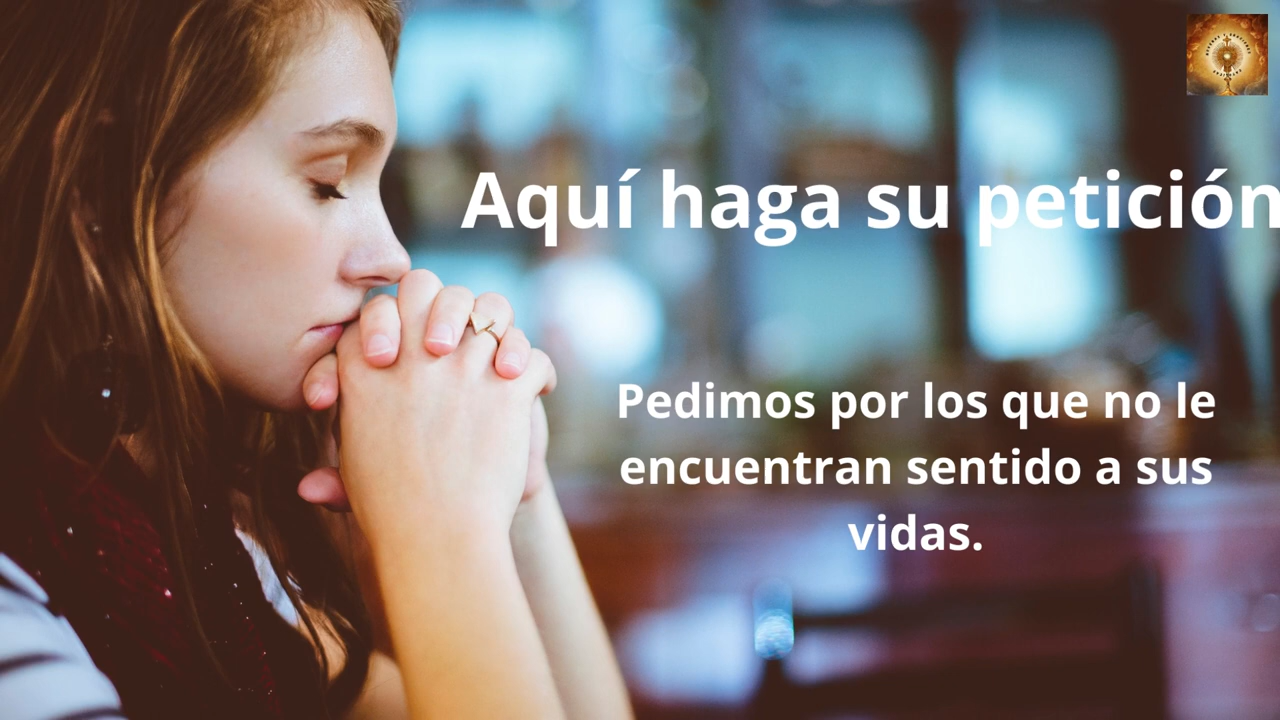 Aquí haga su petición
Pedimos por los que no le
encuentran sentido a sus
vidas.